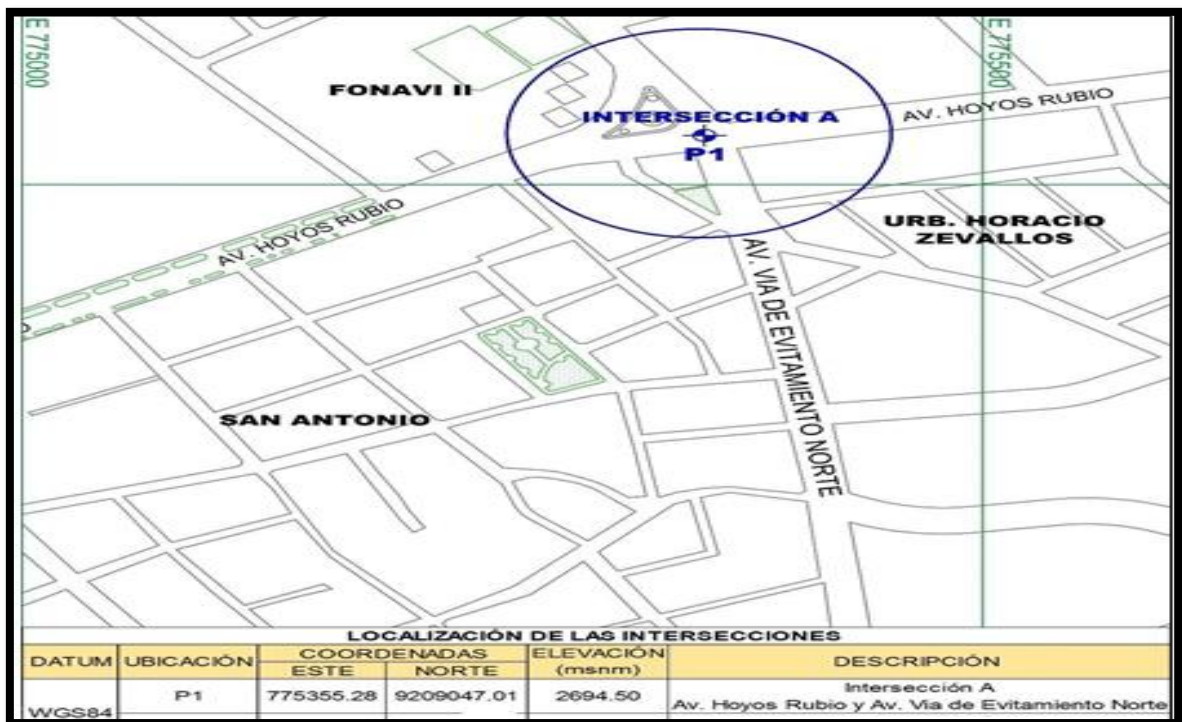 E 775000
E 775500
FONAVI II
INTERSECCIÓN A
P1
AV. HOYOS RUBIO
AV. HOYOS RUBIO
URB. HORACIO
ZEVALLOS
AV. VIA DE EVITAMIENTO NORTE
SAN ANTONIO
LOCALIZACIÓN DE LAS INTERSECCIONES
DATUM UBICACIÓN COORDENADAS ELEVACIÓN (msnm) DESCRIPCIÓN
ESTE NORTE
WGS84 P1 775355.28 9209047.01 2694.50 Intersección A
Av. Hoyos Rubio y Av. Via de Evitamiento Norte